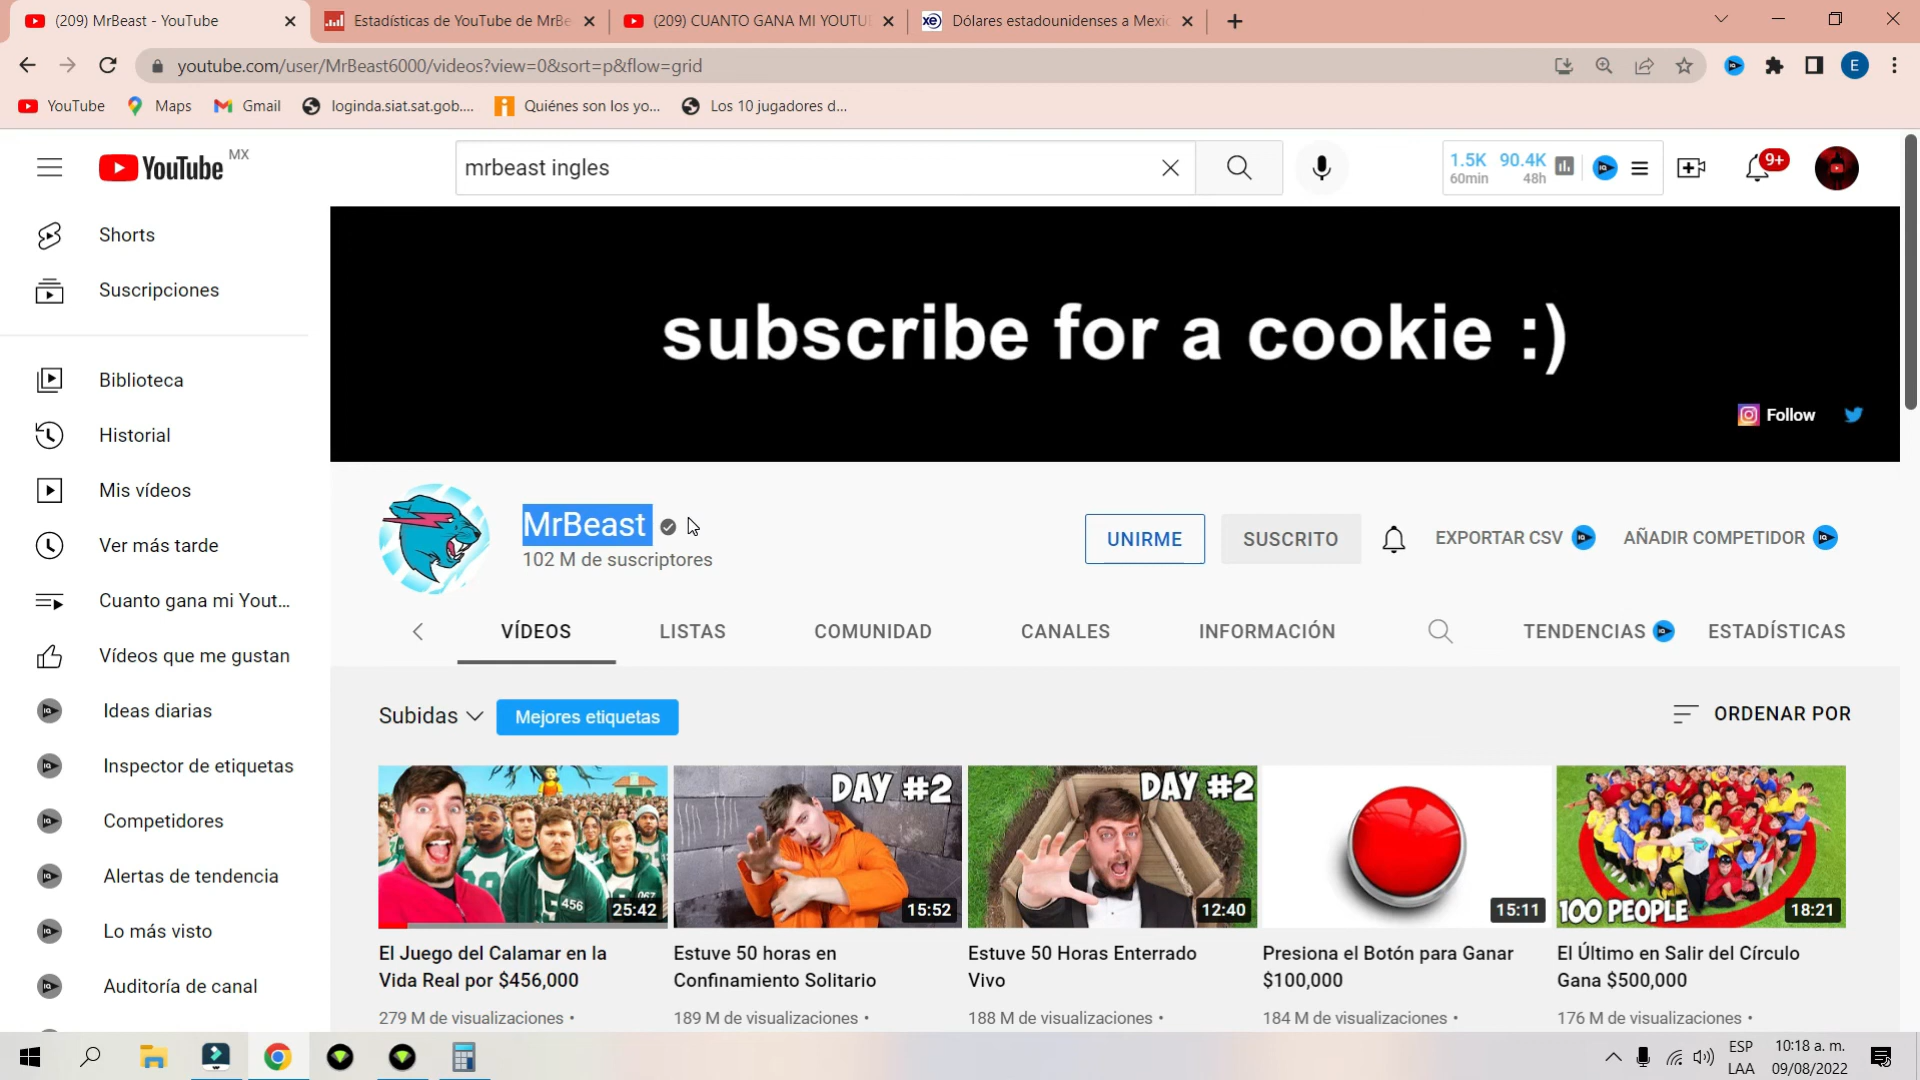 (209) MrBeast - YouTube
Estadísticas de YouTube de MrBe
(209) CUANTO GANA MI YOUTU
xe Dólares estadounidenses a Mexic
youtube.com/user/MrBeast6000/videos?view=0&sort=p&flow=grid
E
YouTube
Maps
Gmail
loginda.siat.sat.gob....
Quiénes son los yo...
Los 10 jugadores d...
YouTube MX
mrbeast ingles
1.5K 90.4K
60min 48h
9+
Shorts
Suscripciones
Biblioteca
Historial
Mis vídeos
Ver más tarde
Cuanto gana mi Yout...
Vídeos que me gustan
Ideas diarias
Inspector de etiquetas
Competidores
Alertas de tendencia
Lo más visto
Auditoría de canal
subscribe for a cookie :)
Follow
MrBeast
102 M de suscriptores
UNIRME
SUSCRITO
EXPORTAR CSV
AÑADIR COMPETIDOR
VÍDEOS
LISTAS
COMUNIDAD
CANALES
INFORMACIÓN
TENDENCIAS
ESTADÍSTICAS
Subidas
Mejores etiquetas
ORDENAR POR
456
067
25:42
El Juego del Calamar en la
Vida Real por $456,000
279 M de visualizaciones •
DAY #2
15:52
Estuve 50 horas en
Confinamiento Solitario
189 M de visualizaciones •
DAY #2
12:40
Estuve 50 Horas Enterrado
Vivo
188 M de visualizaciones •
15:11
Presiona el Botón para Ganar
$100,000
184 M de visualizaciones •
100 PEOPLE
18:21
El Último en Salir del Círculo
Gana $500,000
176 M de visualizaciones •
ESP
LAA
10:18 a. m.
09/08/2022